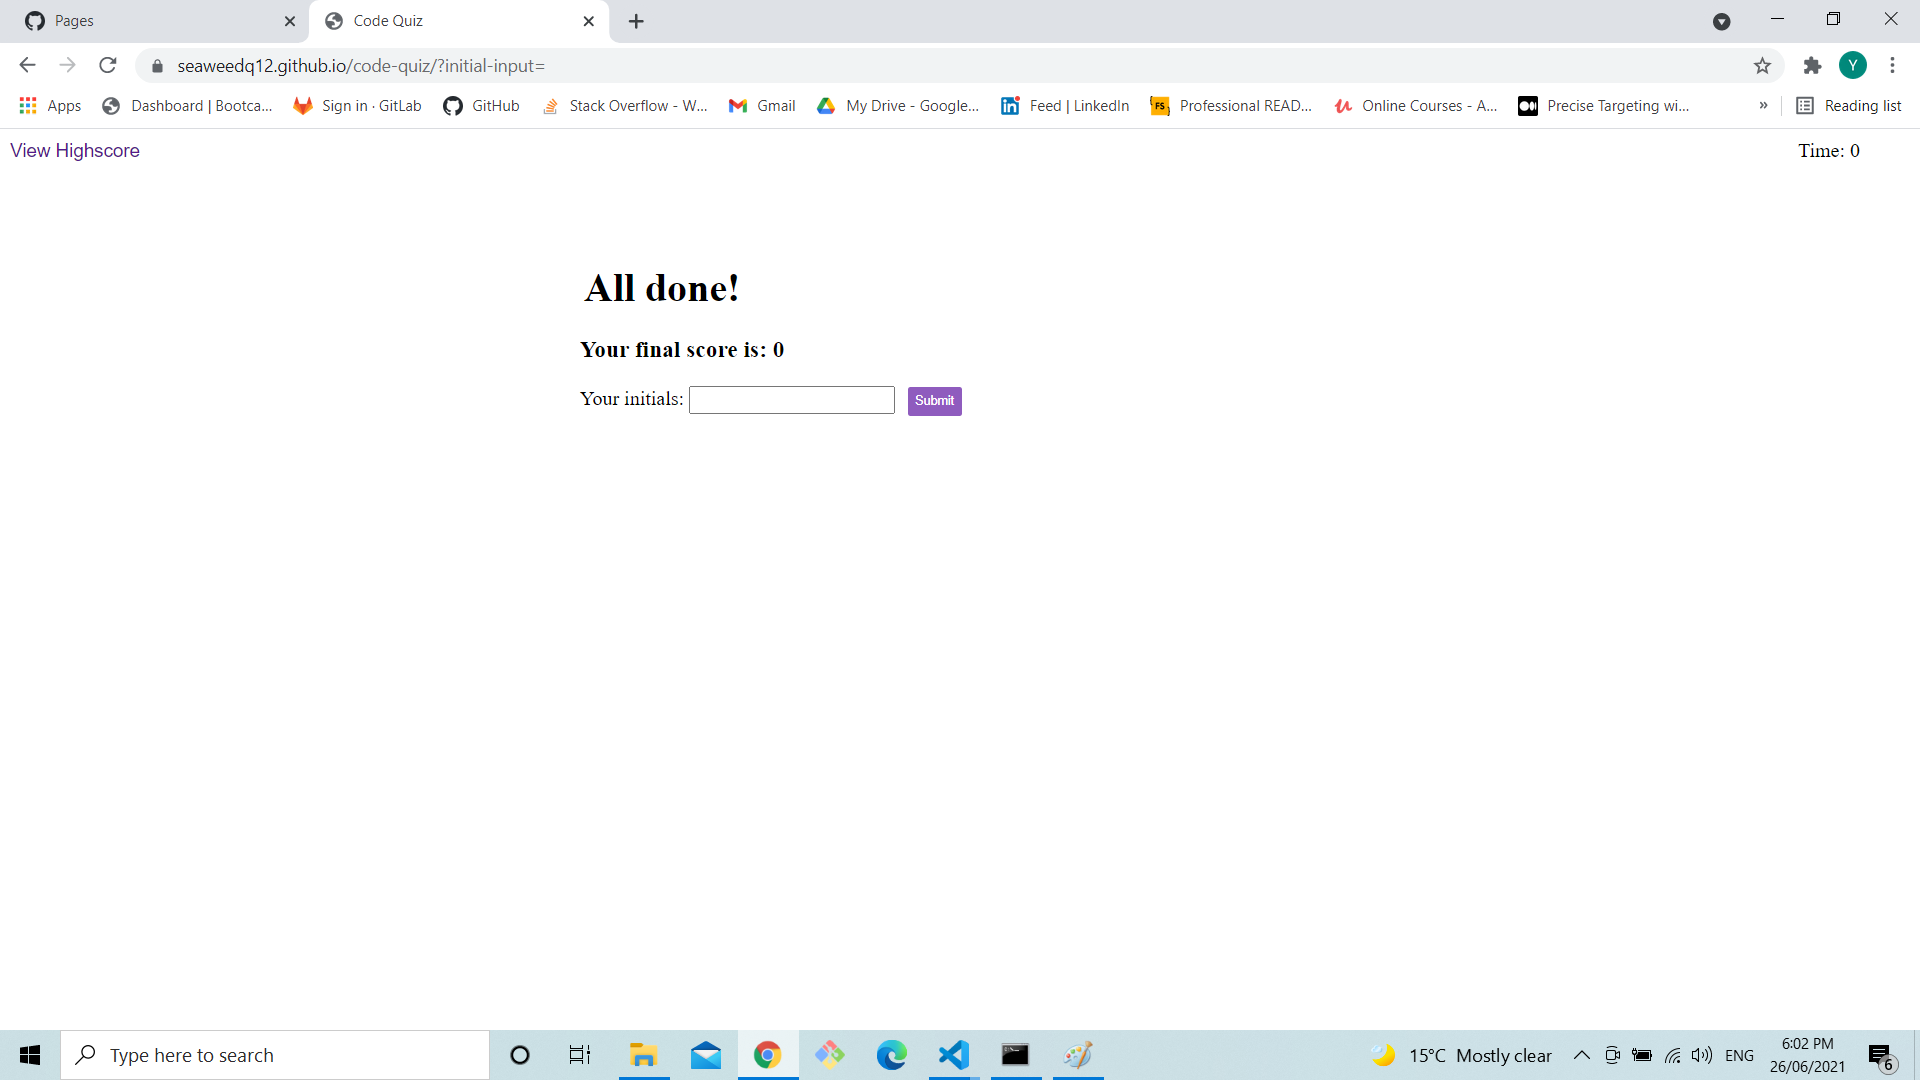 Pages
Code Quiz
seaweedq12.github.io/code-quiz/?initial-input=
Y
Apps
Dashboard | Bootca...
Sign in · GitLab
GitHub
Stack Overflow - W...
Gmail
My Drive - Google...
Feed | LinkedIn
FS
Professional READ...
Online Courses - A...
Precise Targeting wi...
»
Reading list
View Highscore
Time: 0
All done!
Your final score is: 0
Your initials:
Submit
Type here to search
15°C Mostly clear
ENG
6:02 PM
26/06/2021
6